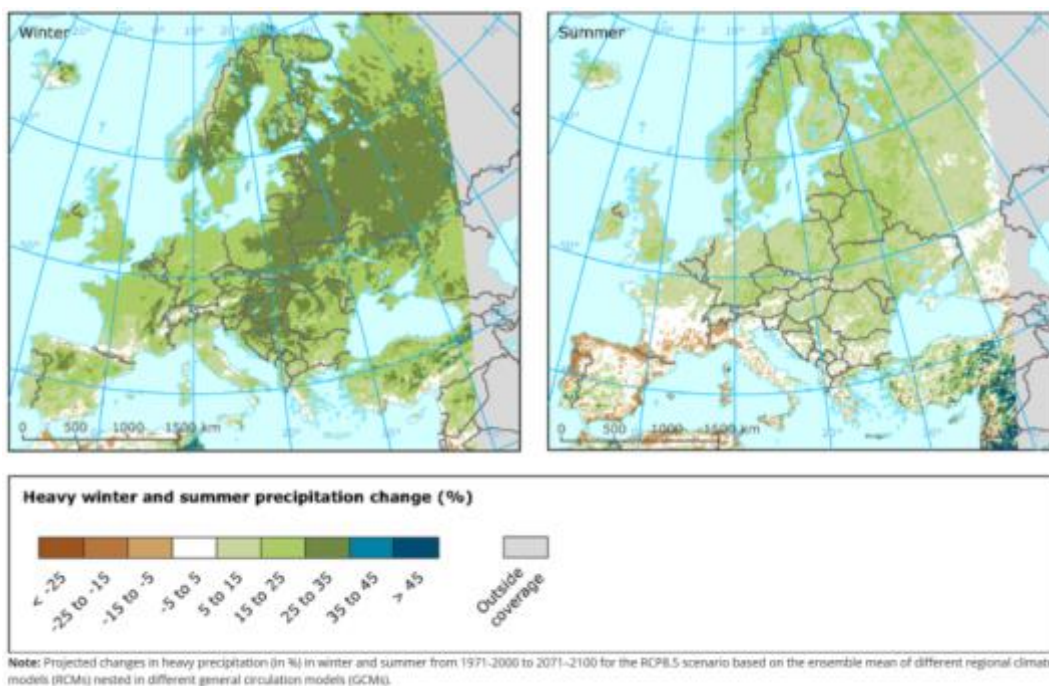 Winter
Summer
0 500 1000 1500 km
0 500 1000 1500 km
Heavy winter and summer precipitation change (%)
< -25
-25 to -15
-15 to -5
-5 to 5
5 to 15
15 to 25
25 to 35
35 to 45
> 45
Outside coverage
Note: Projected changes in heavy precipitation (in %) in winter and summer from 1971-2000 to 2071–2100 for the RCP8.5 scenario based on the ensemble mean of different regional climat
models (RCMs) nested in different general circulation models (GCMs).